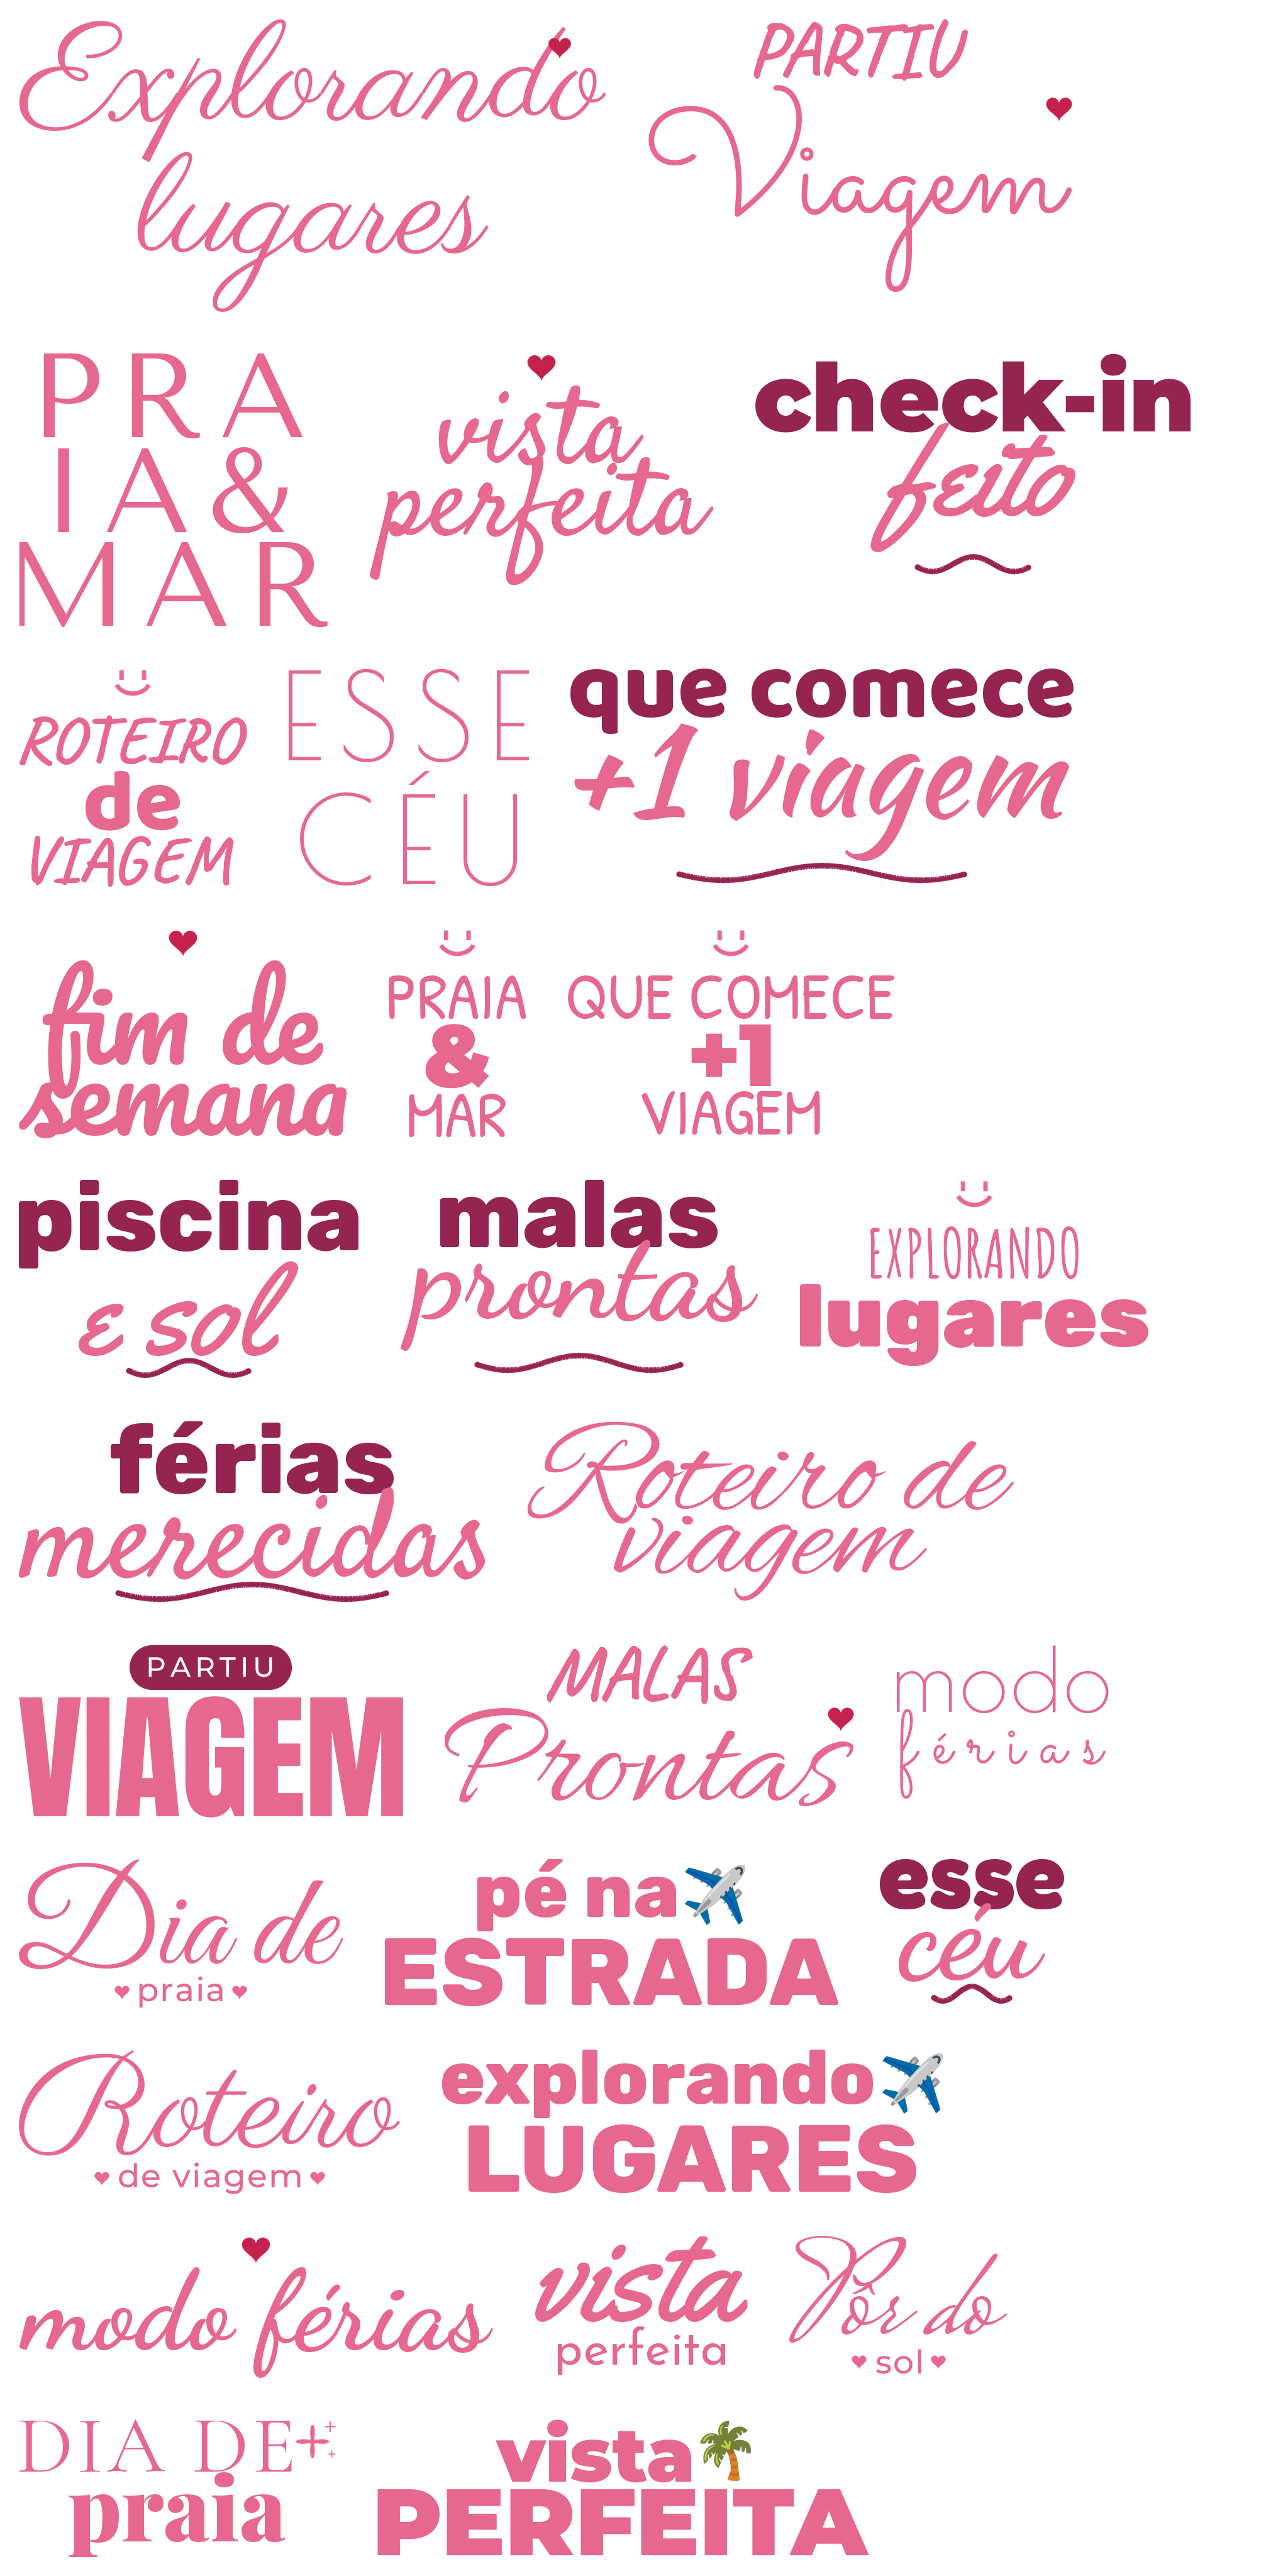 Explorando
lugares
PARTIU
Viagem
PRA
IA&
MAR
vista
perfeita
check-in
feito
ROTEIRO
de
VIAGEM
ESSE
CÉU
que comece
+1 viagem
fim de
semana
PRAIA
&
MAR
QUE COMECE
+1
VIAGEM
piscina
e sol
malas
prontas
EXPLORANDO
lugares
férias
merecidas
Roteiro de
viagem
PARTIU
VIAGEM
MALAS
Prontas
modo
férias
Dia de
praia
pé na
ESTRADA
esse
céu
Roteiro
de viagem
explorando
LUGARES
modo férias
vista
perfeita
Pôr do
sol
DIA DE
praia
vista
PERFEITA